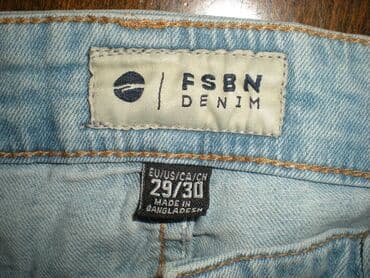 FSBN
DENIM
EU/US/CA/CH
29/30
MADE IN
BANGLADESH